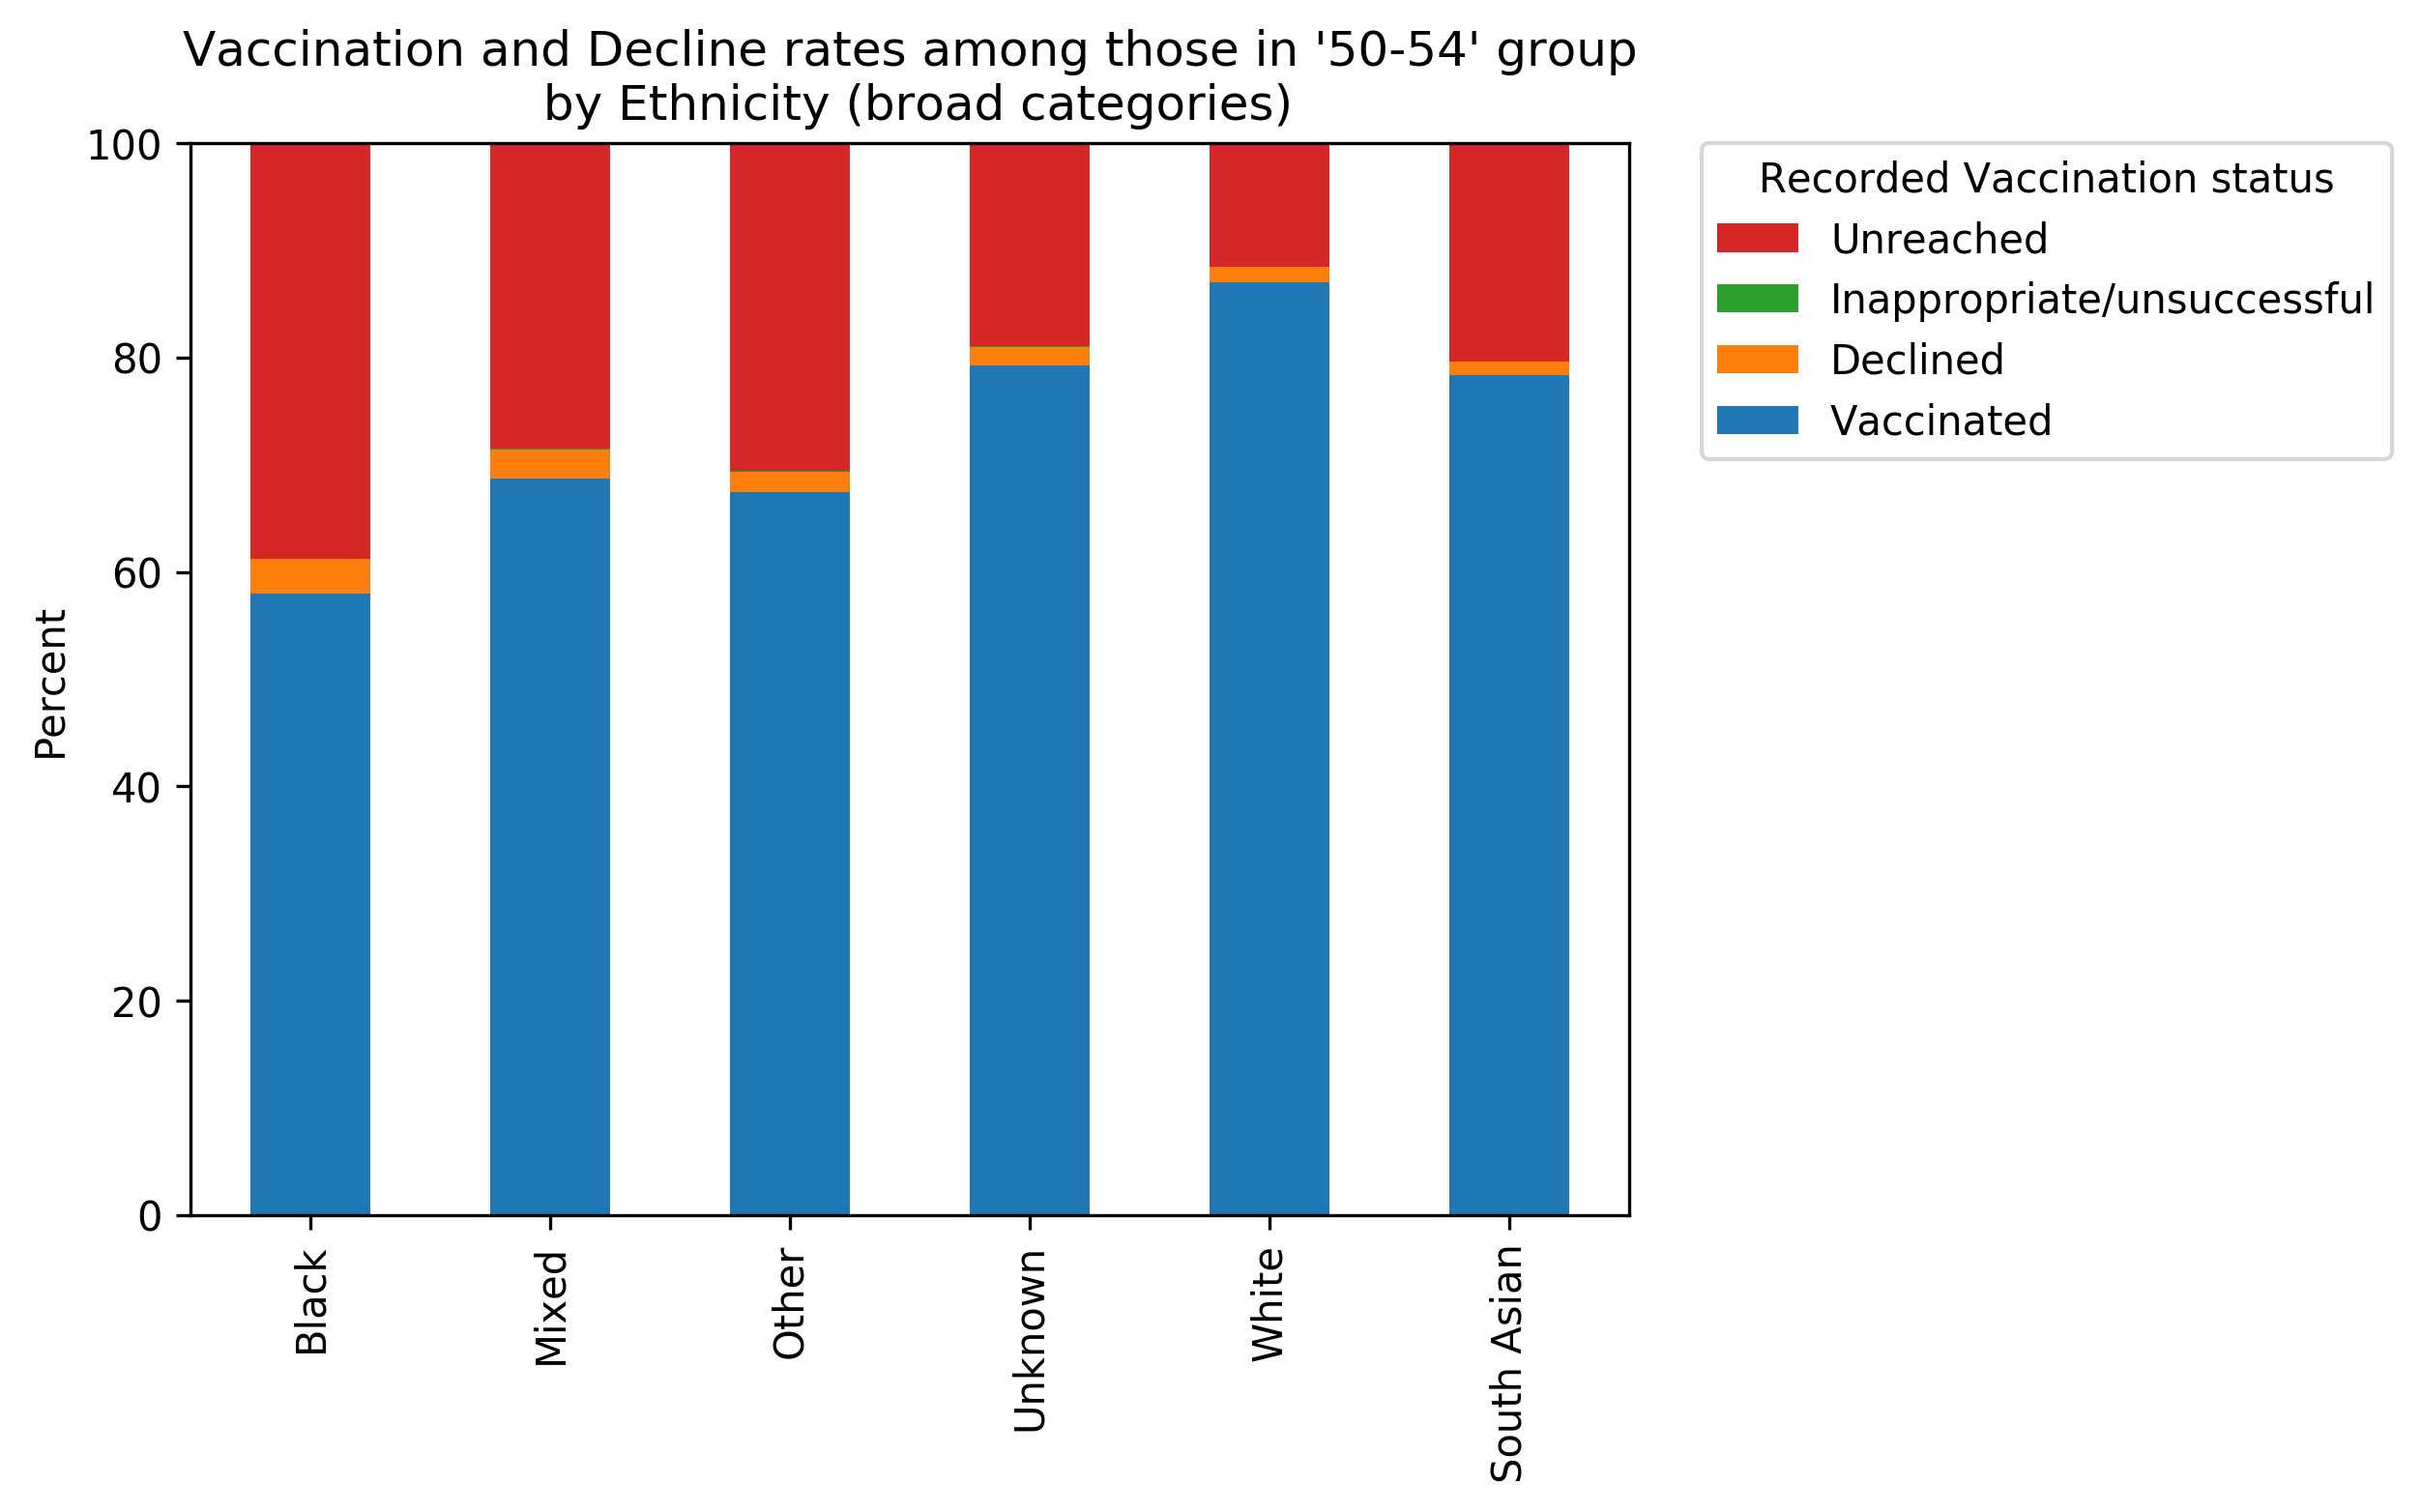 Vaccination and Decline rates among those in '50-54' group
by Ethnicity (broad categories)
100
80
60
40
20
0
Percent
Black
Mixed
Other
Unknown
White
South Asian
Recorded Vaccination status
Unreached
Inappropriate/unsuccessful
Declined
Vaccinated